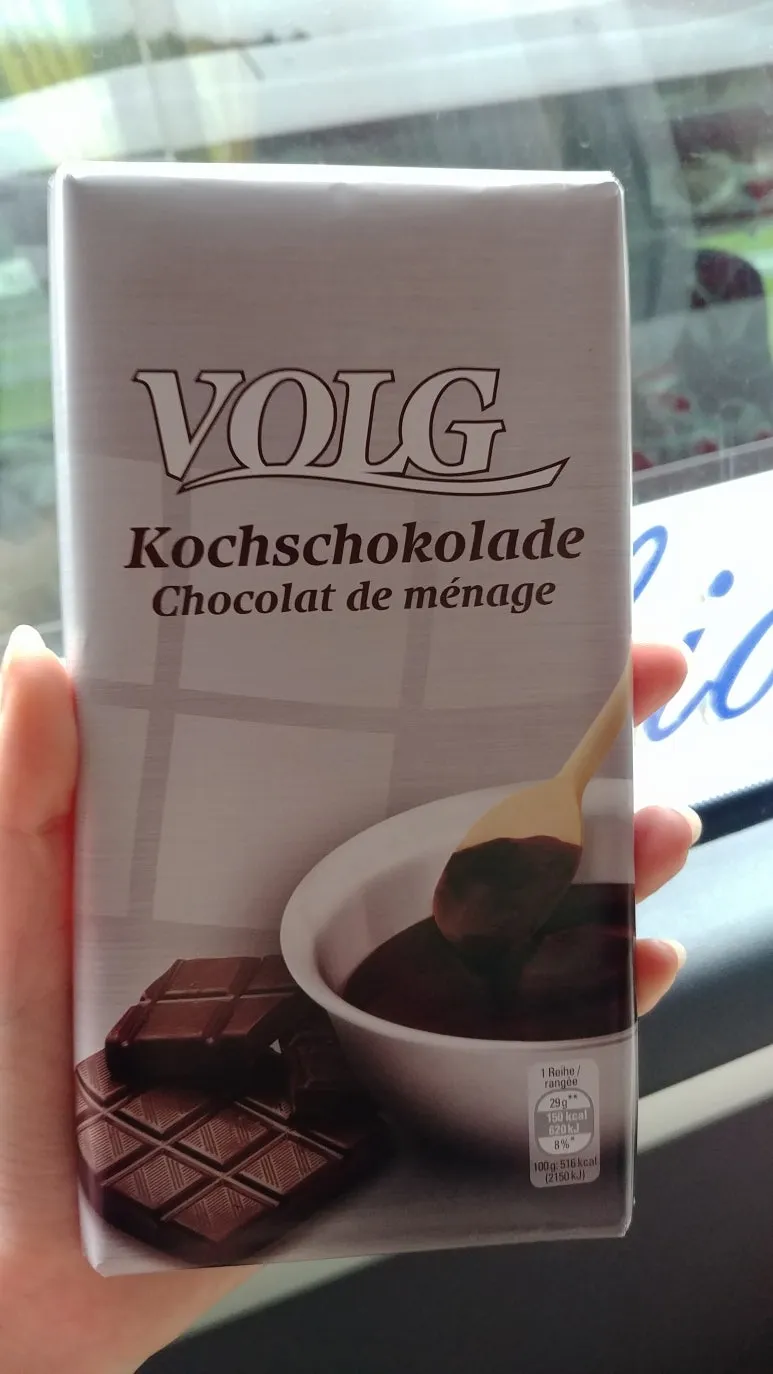 VOLG
Kochschokolade
Chocolat de ménage
1 Reihe /
rangée
29g**
150 kcal
620 kJ
8%*
100g: 516 kcal
(2150 kJ)